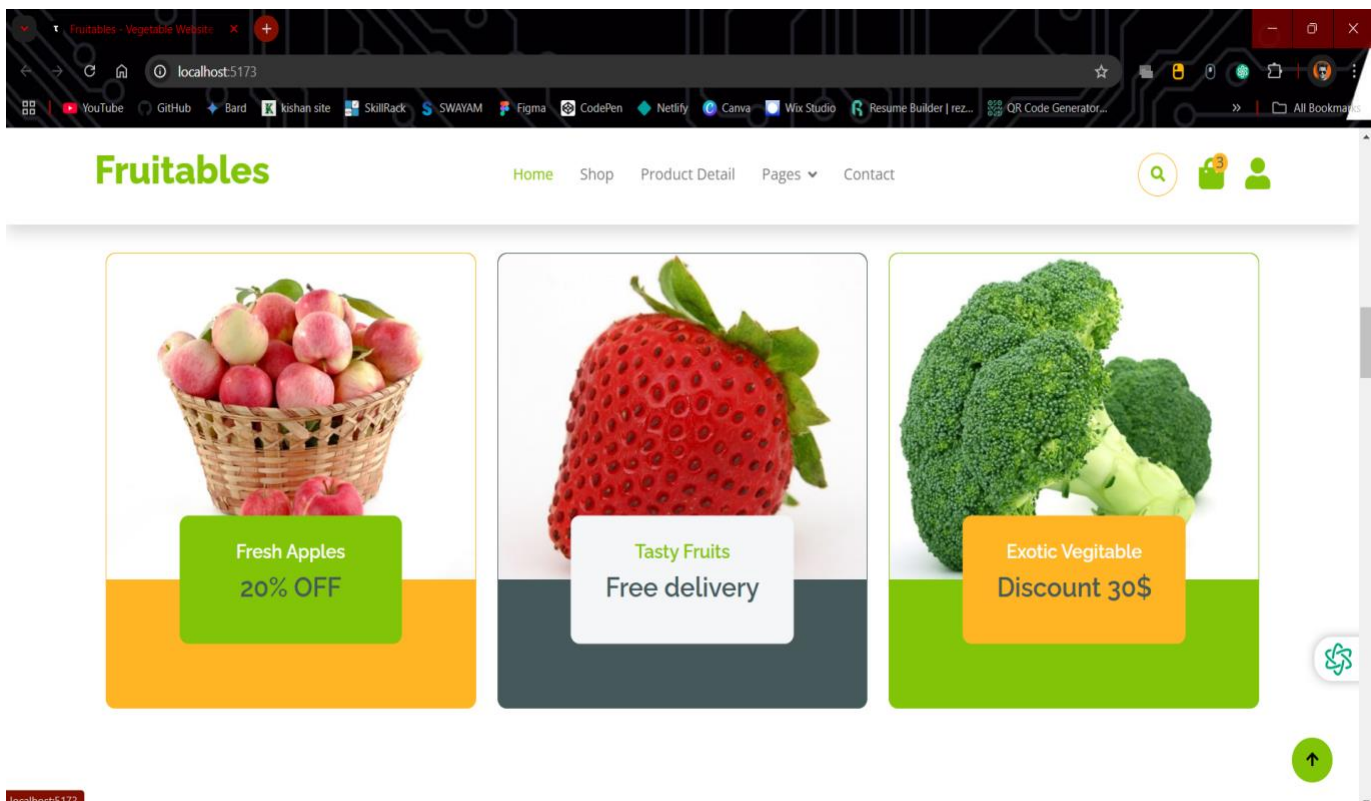 Fruitables - Vegetable Website
localhost:5173
YouTube GitHub Bard kishan site SkillRack SWAYAM Figma CodePen Netlify Canva Wix Studio Resume Builder | rez... QR Code Generator... » All Bookmarks
Fruitables
Home Shop Product Detail Pages Contact
3
Fresh Apples
20% OFF
Tasty Fruits
Free delivery
Exotic Vegitable
Discount 30$
localhost:5173